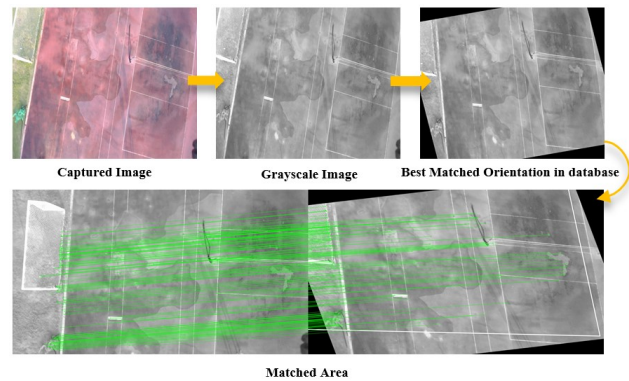 Captured Image
Grayscale Image
Best Matched Orientation in database
Matched Area